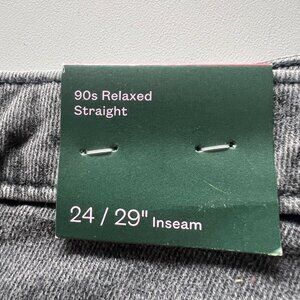 90s Relaxed
Straight
24 / 29" Inseam